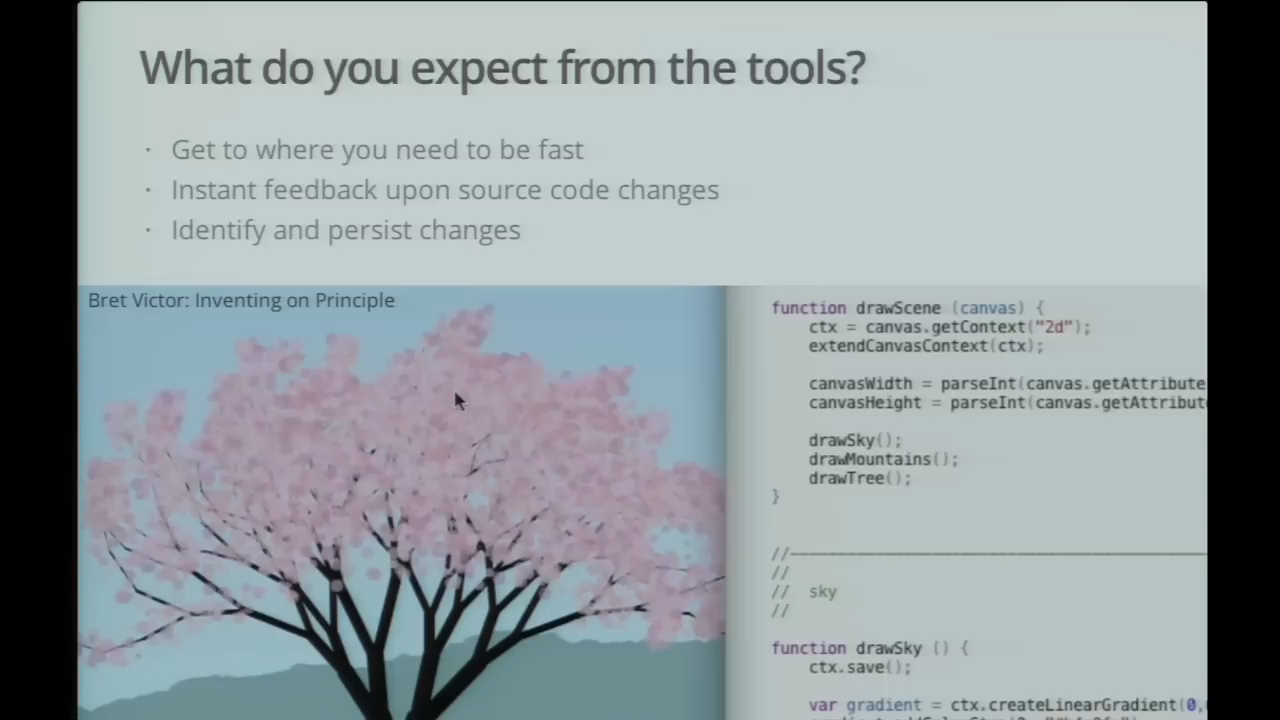 What do you expect from the tools?
· Get to where you need to be fast
· Instant feedback upon source code changes
· Identify and persist changes
Bret Victor: Inventing on Principle
function drawScene (canvas) {
ctx = canvas.getContext("2d");
extendCanvasContext(ctx);
canvasWidth = parseInt(canvas.getAttribute
canvasHeight = parseInt(canvas.getAttribut
drawSky();
drawMountains();
drawTree();
}
//
//
// sky
//
function drawSky () {
ctx.save();
var gradient = ctx.createLinearGradient(0,